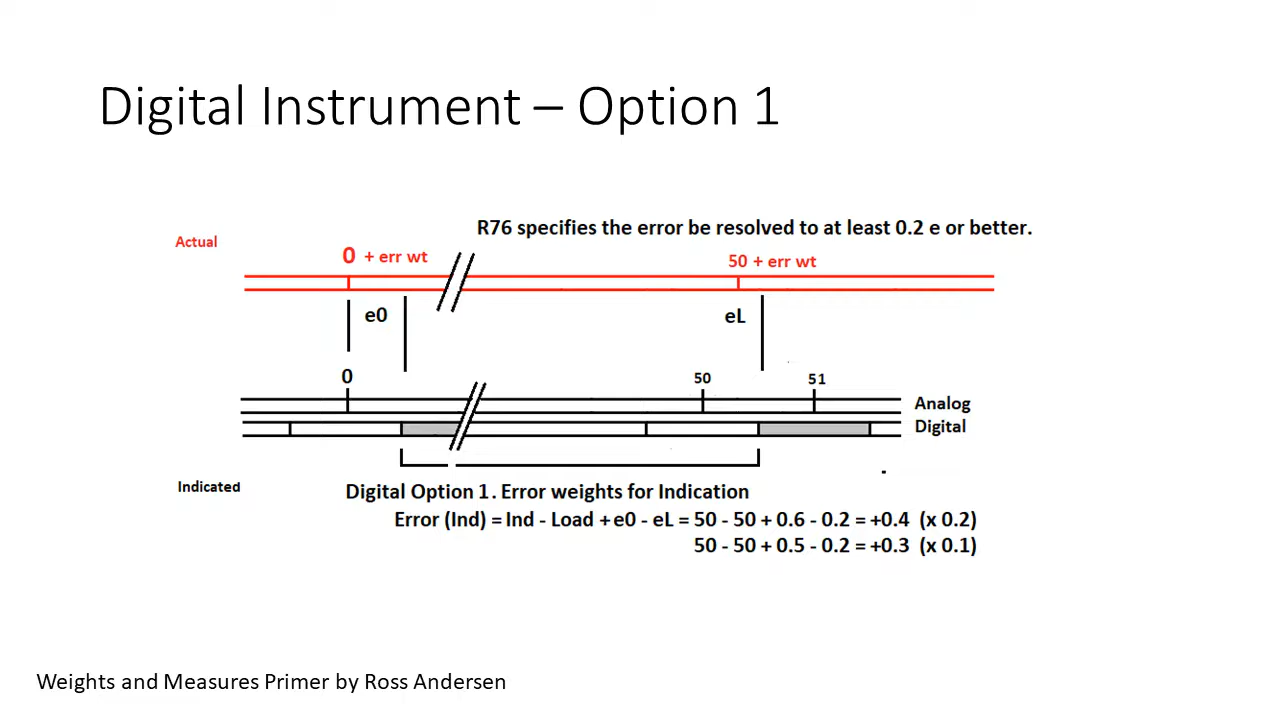 Digital Instrument – Option 1
R76 specifies the error be resolved to at least 0.2 e or better.
Actual
0 + err wt
50 + err wt
e0
eL
0
50
51
Analog
Digital
Indicated
Digital Option 1. Error weights for Indication
Error (Ind) = Ind - Load + e0 - eL = 50 - 50 + 0.6 - 0.2 = +0.4 (x 0.2)
50 - 50 + 0.5 - 0.2 = +0.3 (x 0.1)
Weights and Measures Primer by Ross Andersen